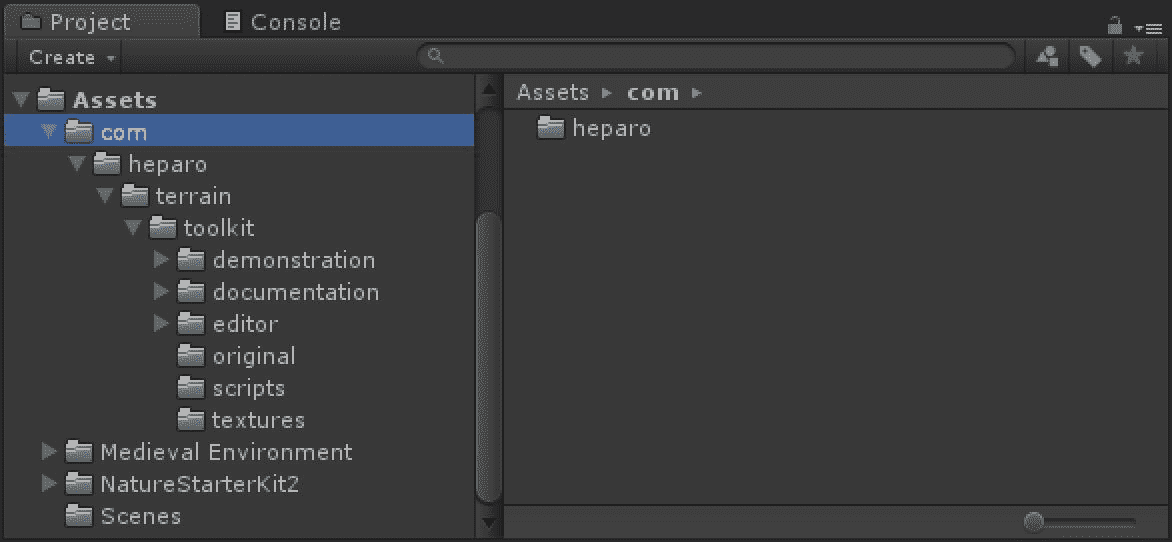 Project Console
Create
Assets
com
heparo
terrain
toolkit
demonstration
documentation
editor
original
scripts
textures
Medieval Environment
NatureStarterKit2
Scenes
Assets com
heparo